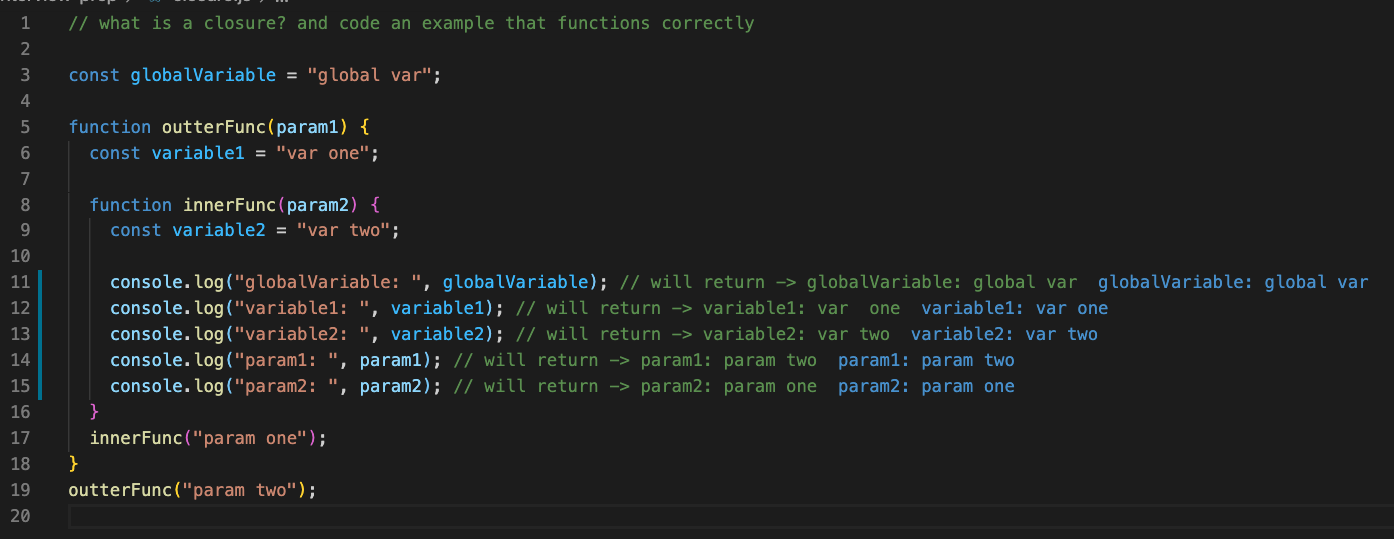 1 // what is a closure? and code an example that functions correctly
2
3 const globalVariable = "global var";
4
5 function outterFunc(param1) {
6   const variable1 = "var one";
7
8   function innerFunc(param2) {
9     const variable2 = "var two";
10
11     console.log("globalVariable: ", globalVariable); // will return -> globalVariable: global var  globalVariable: global var
12     console.log("variable1: ", variable1); // will return -> variable1: var  one  variable1: var one
13     console.log("variable2: ", variable2); // will return -> variable2: var two  variable2: var two
14     console.log("param1: ", param1); // will return -> param1: param two  param1: param two
15     console.log("param2: ", param2); // will return -> param2: param one  param2: param one
16   }
17   innerFunc("param one");
18 }
19 outterFunc("param two");
20